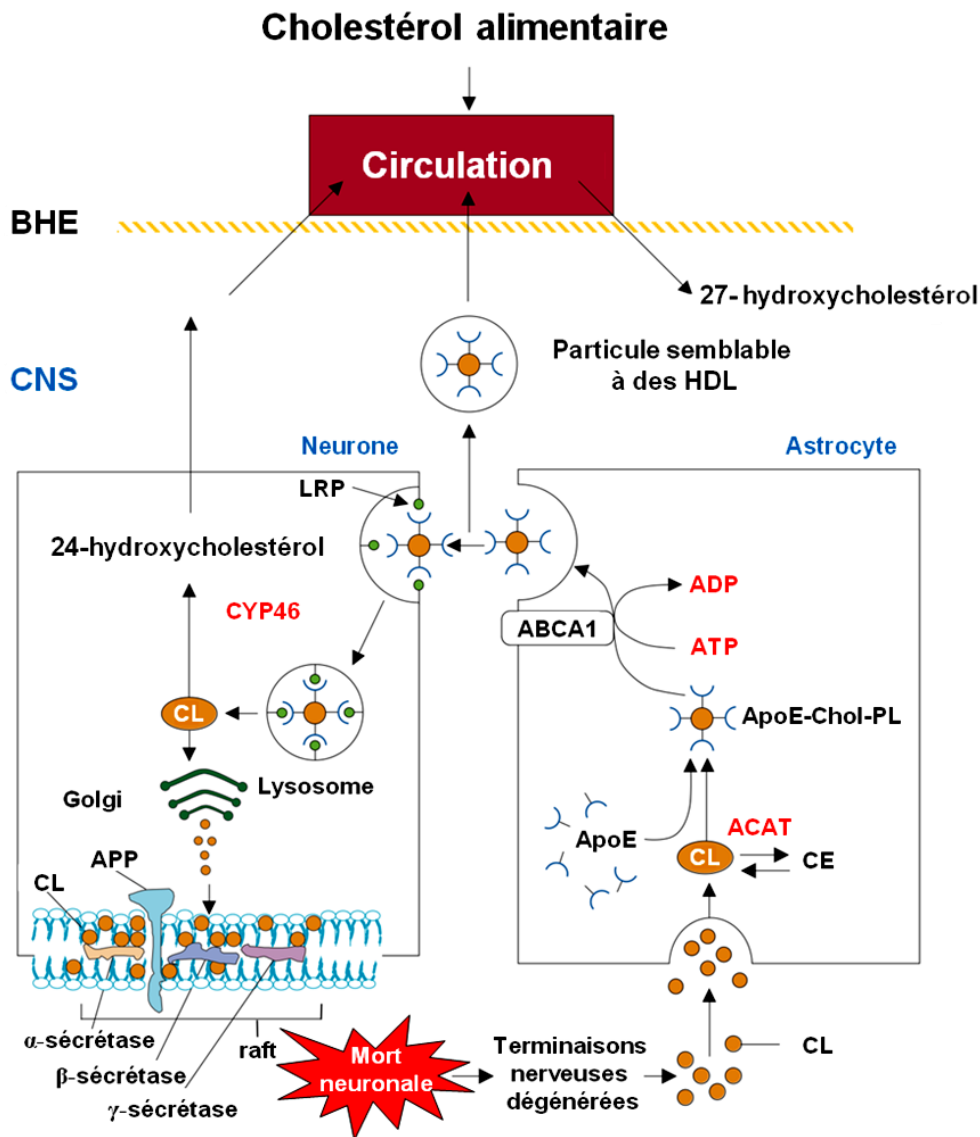 Cholestérol alimentaire
Circulation
BHE
27- hydroxycholestérol
Particule semblable
à des HDL
CNS
Neurone
Astrocyte
LRP
24-hydroxycholestérol
CYP46
ADP
ABCA1
ATP
CL
ApoE-Chol-PL
Lysosome
Golgi
ApoE
ACAT
CL
CE
APP
CL
α-sécrétase
raft
β-sécrétase
γ-sécrétase
Mort
neuronale
Terminaisons
nerveuses
dégénérées
CL